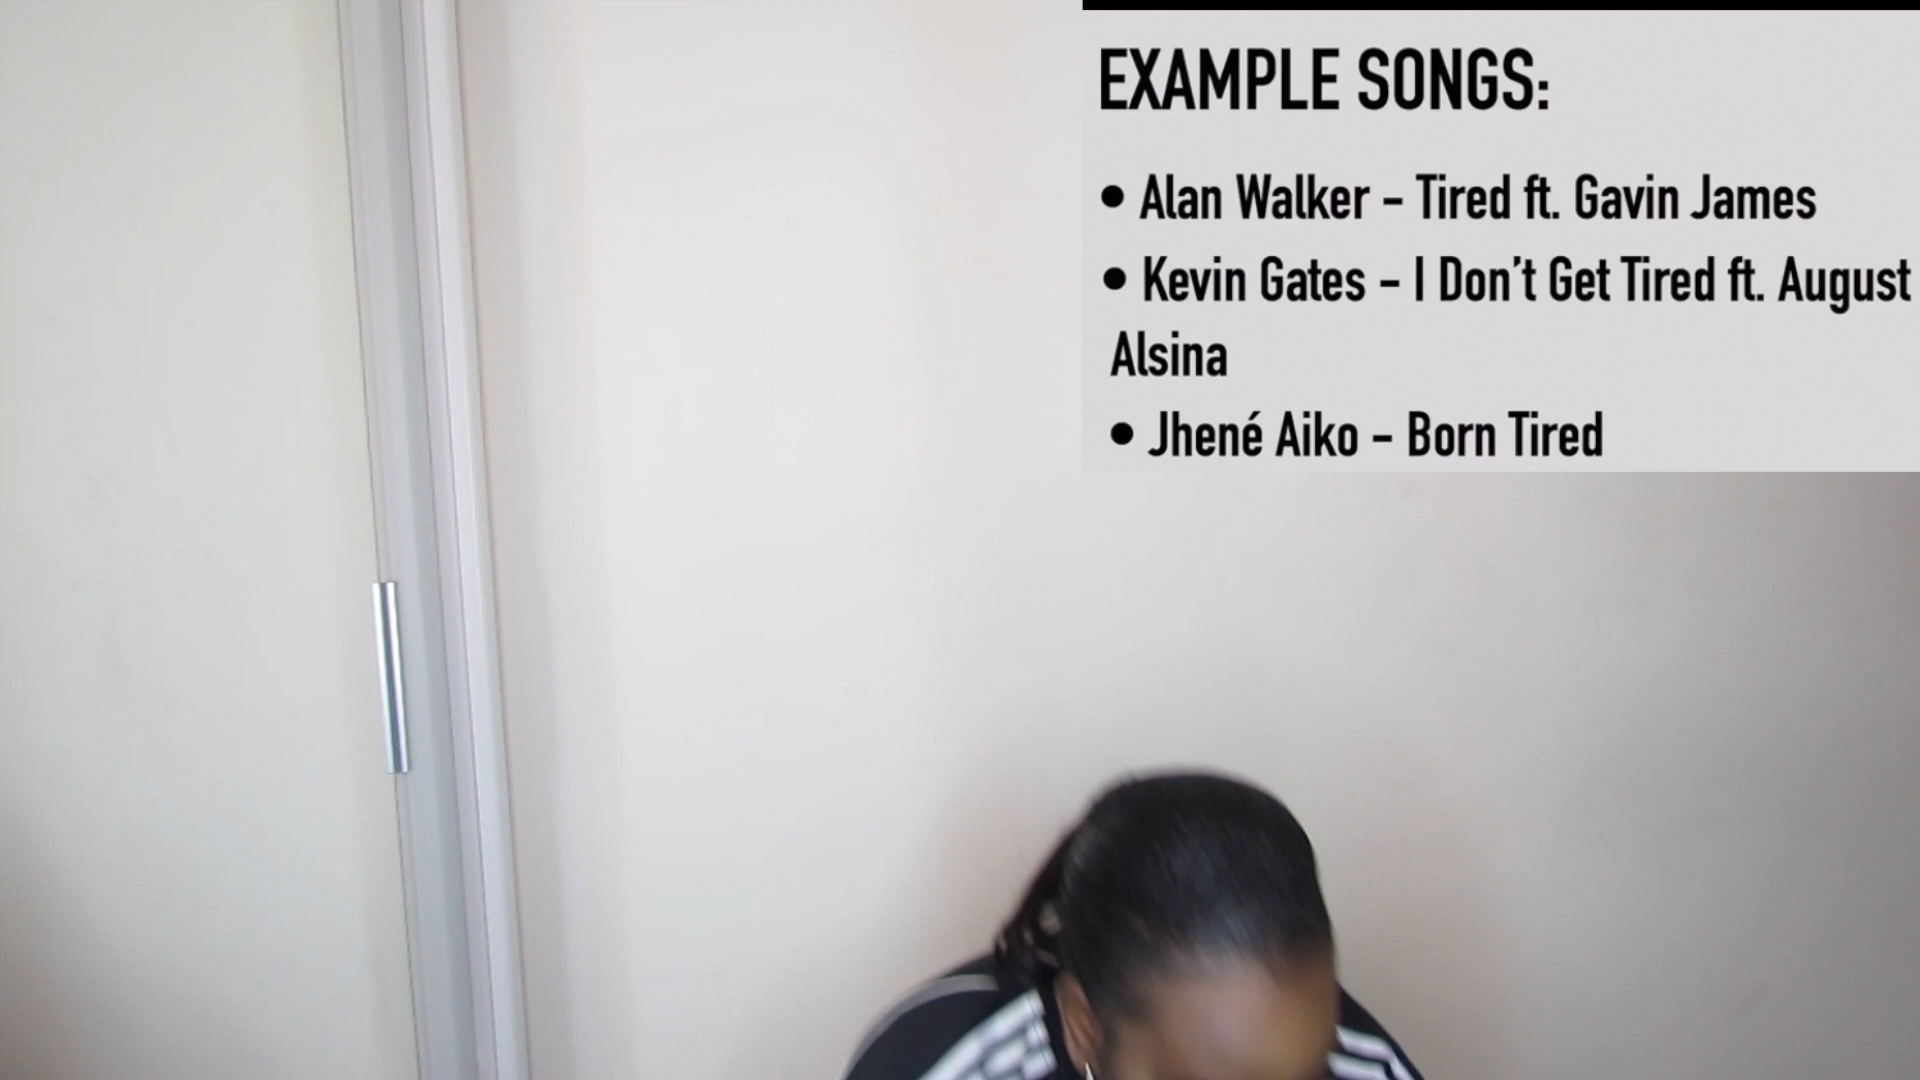 EXAMPLE SONGS:
• Alan Walker – Tired ft. Gavin James
• Kevin Gates – I Don’t Get Tired ft. August
Alsina
• Jhené Aiko – Born Tired